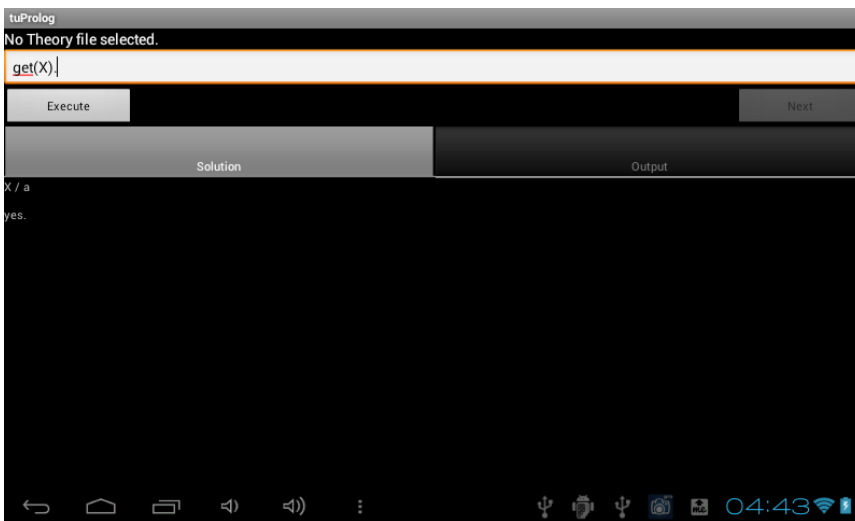 tuProlog
No Theory file selected.
get(X).
Execute Next
Solution Output
X / a
yes.
04:43